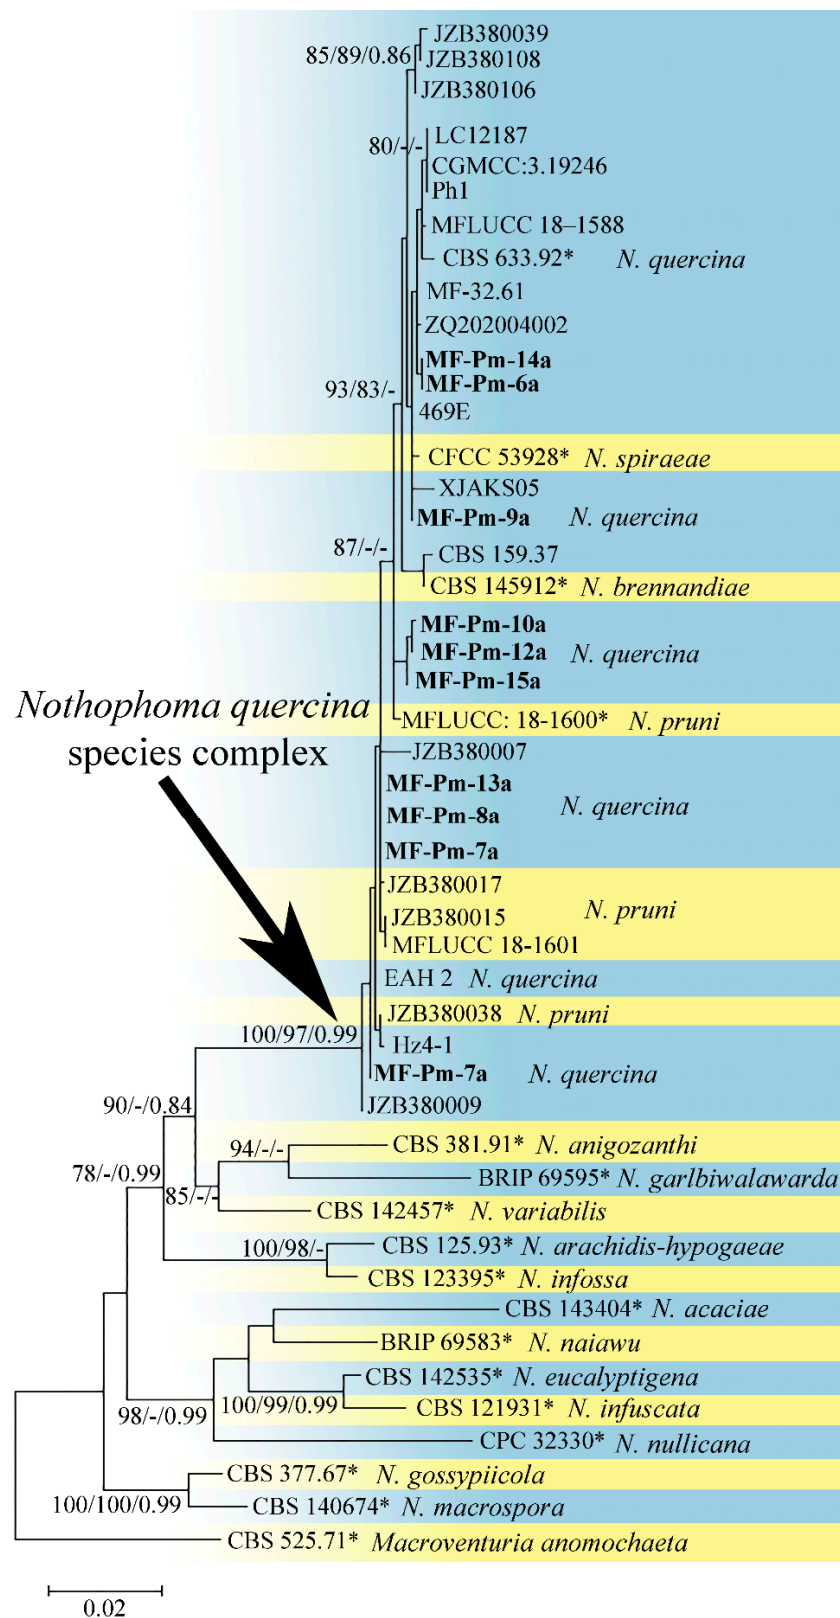 JZB380039
85/89/0.86
JZB380108
JZB380106
LC12187
80/-/-
CGMCC:3.19246
Ph1
MFLUCC 18–1588
CBS 633.92* N. quercina
MF-32.61
ZQ202004002
MF-Pm-14a
MF-Pm-6a
93/83/-
469E
CFCC 53928* N. spiraeae
XJAKS05
MF-Pm-9a N. quercina
87/-/-
CBS 159.37
CBS 145912* N. brennandiae
MF-Pm-10a
MF-Pm-12a N. quercina
MF-Pm-15a
Nothophoma quercina
species complex
MFLUCC: 18-1600* N. pruni
JZB380007
MF-Pm-13a
MF-Pm-8a N. quercina
MF-Pm-7a
JZB380017
JZB380015 N. pruni
MFLUCC 18-1601
EAH 2 N. quercina
JZB380038 N. pruni
100/97/0.99
Hz4-1
MF-Pm-7a N. quercina
JZB380009
90/-/0.84
94/-/-
CBS 381.91* N. anigozanthi
78/-/0.99
BRIP 69595* N. garlbiwalawarda
85/-/-
CBS 142457* N. variabilis
100/98/-
CBS 125.93* N. arachidis-hypogaeae
CBS 123395* N. infossa
CBS 143404* N. acaciae
BRIP 69583* N. naiawu
CBS 142535* N. eucalyptigena
100/99/0.99
CBS 121931* N. infuscata
98/-/0.99
CPC 32330* N. nullicana
CBS 377.67* N. gossypiicola
100/100/0.99
CBS 140674* N. macrospora
CBS 525.71* Macroventuria anomochaeta
0.02